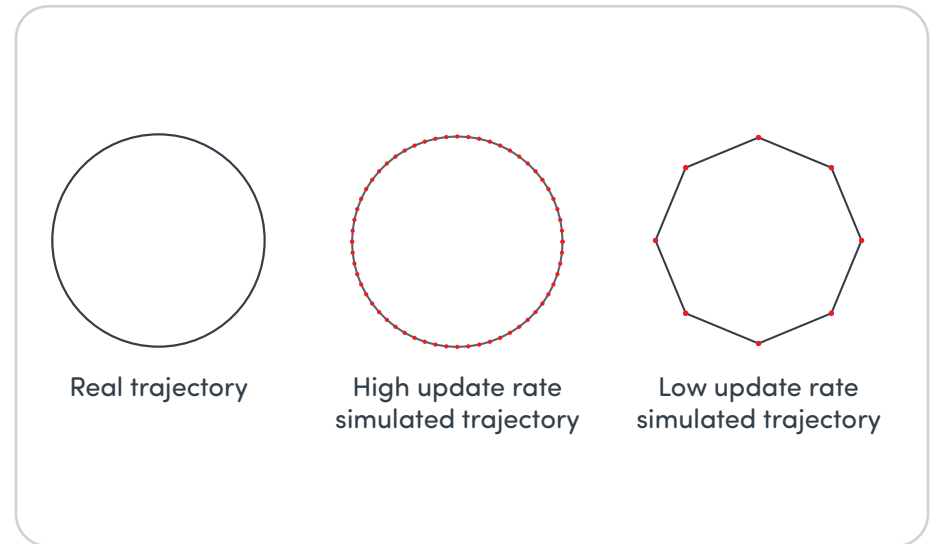 Real trajectory
High update rate
simulated trajectory
Low update rate
simulated trajectory